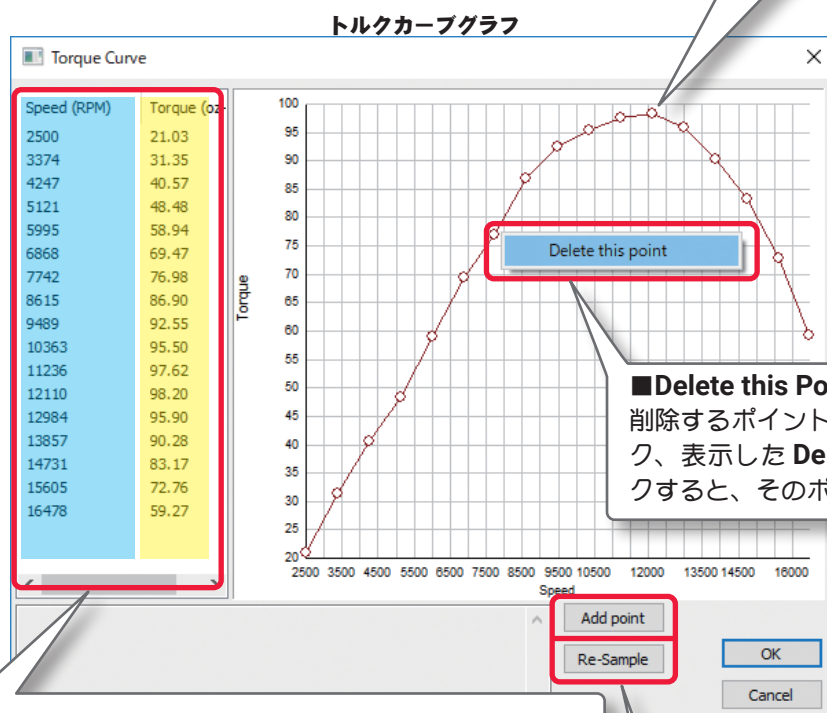 トルクカーブグラフ
Torque Curve
Speed (RPM) Torque (oz-
2500 21.03
3374 31.35
4247 40.57
5121 48.48
5995 58.94
6868 69.47
7742 76.98
8615 86.90
9489 92.55
10363 95.50
11236 97.62
12110 98.20
12984 95.90
13857 90.28
14731 83.17
15605 72.76
16478 59.27
Torque
100
95
90
85
80
75
70
65
60
55
50
45
40
35
30
25
20
2500 3500 4500 5500 6500 7500 8500 9500 10500 12000 13500 14500 16000
Speed
Delete this point
■Delete this Po
削除するポイント
ク、表示した De
クすると、そのポ
Add point
Re-Sample
OK
Cancel